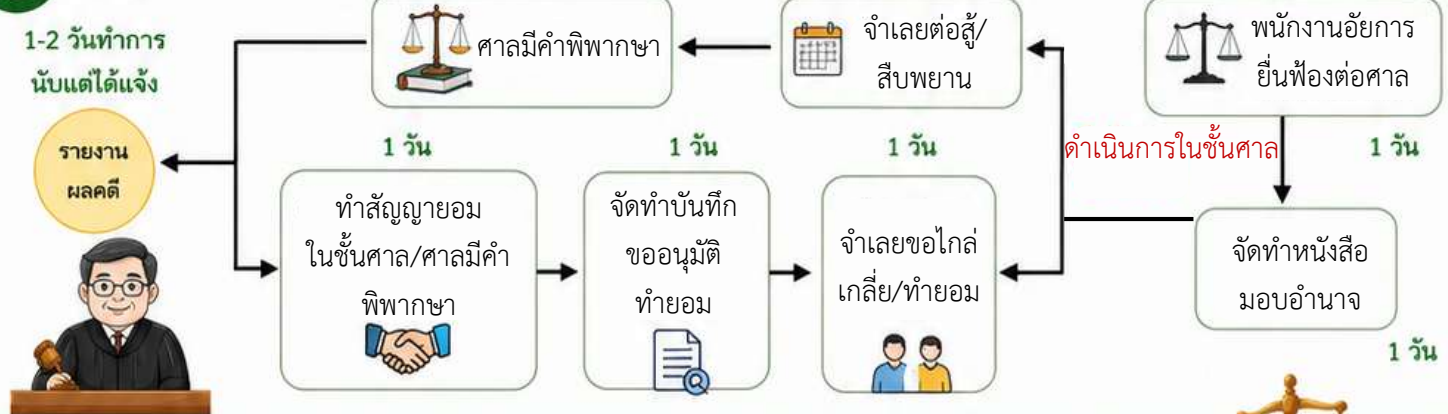 1-2 วันทำการ
นับแต่ได้แจ้ง
รายงาน
ผลคดี
ศาลมีคำพิพากษา
จำเลยต่อสู้/
สืบพยาน
พนักงานอัยการ
ยื่นฟ้องต่อศาล
1 วัน
1 วัน
1 วัน
ดำเนินการในชั้นศาล
1 วัน
ทำสัญญายอม
ในชั้นศาล/ศาลมีคำ
พิพากษา
จัดทำบันทึก
ขออนุมัติ
ทำยอม
จำเลยขอไกล่
เกลี่ย/ทำยอม
จัดทำหนังสือ
มอบอำนาจ
1 วัน